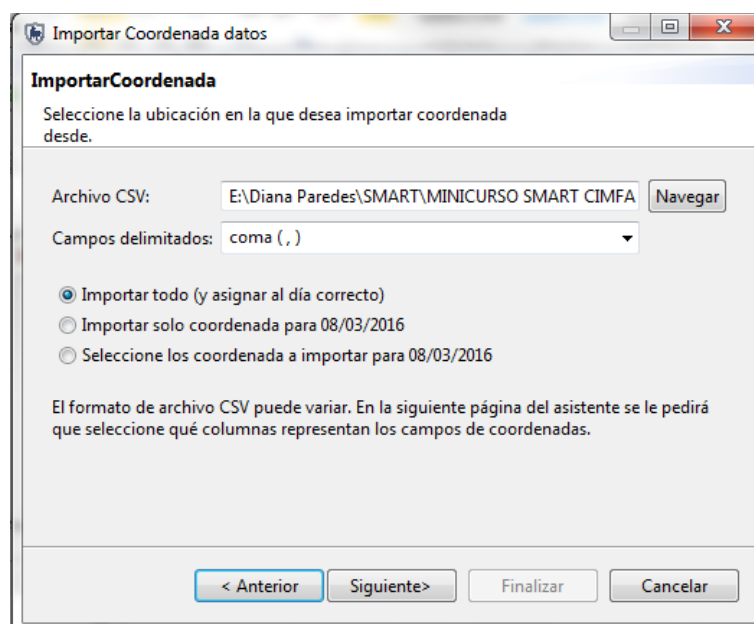 Importar Coordenada datos
ImportarCoordenada
Seleccione la ubicación en la que desea importar coordenada
desde.
Archivo CSV: E:\Diana Paredes\SMART\MINICURSO SMART CIMFA Navegar
Campos delimitados: coma ( , )
Importar todo (y asignar al día correcto)
Importar solo coordenada para 08/03/2016
Seleccione los coordenada a importar para 08/03/2016
El formato de archivo CSV puede variar. En la siguiente página del asistente se le pedirá
que seleccione qué columnas representan los campos de coordenadas.
< Anterior Siguiente> Finalizar Cancelar